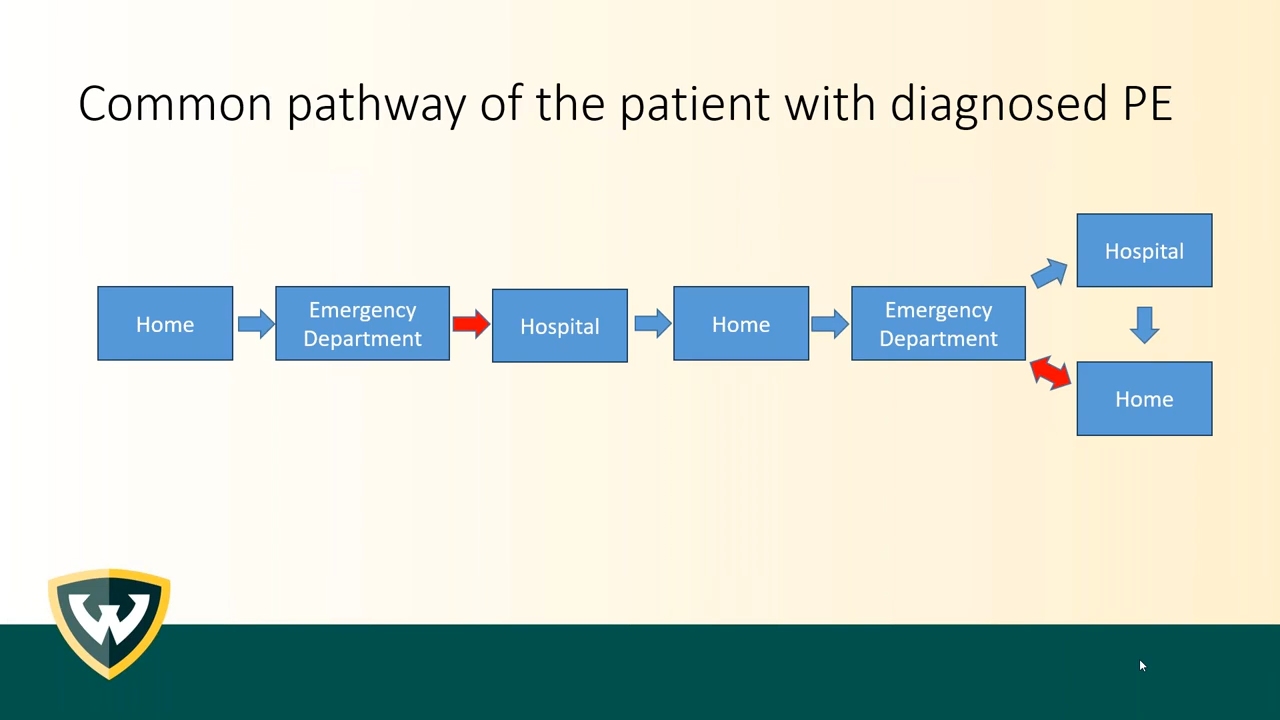 Common pathway of the patient with diagnosed PE
Home
Emergency
Department
Hospital
Home
Emergency
Department
Hospital
Home
W